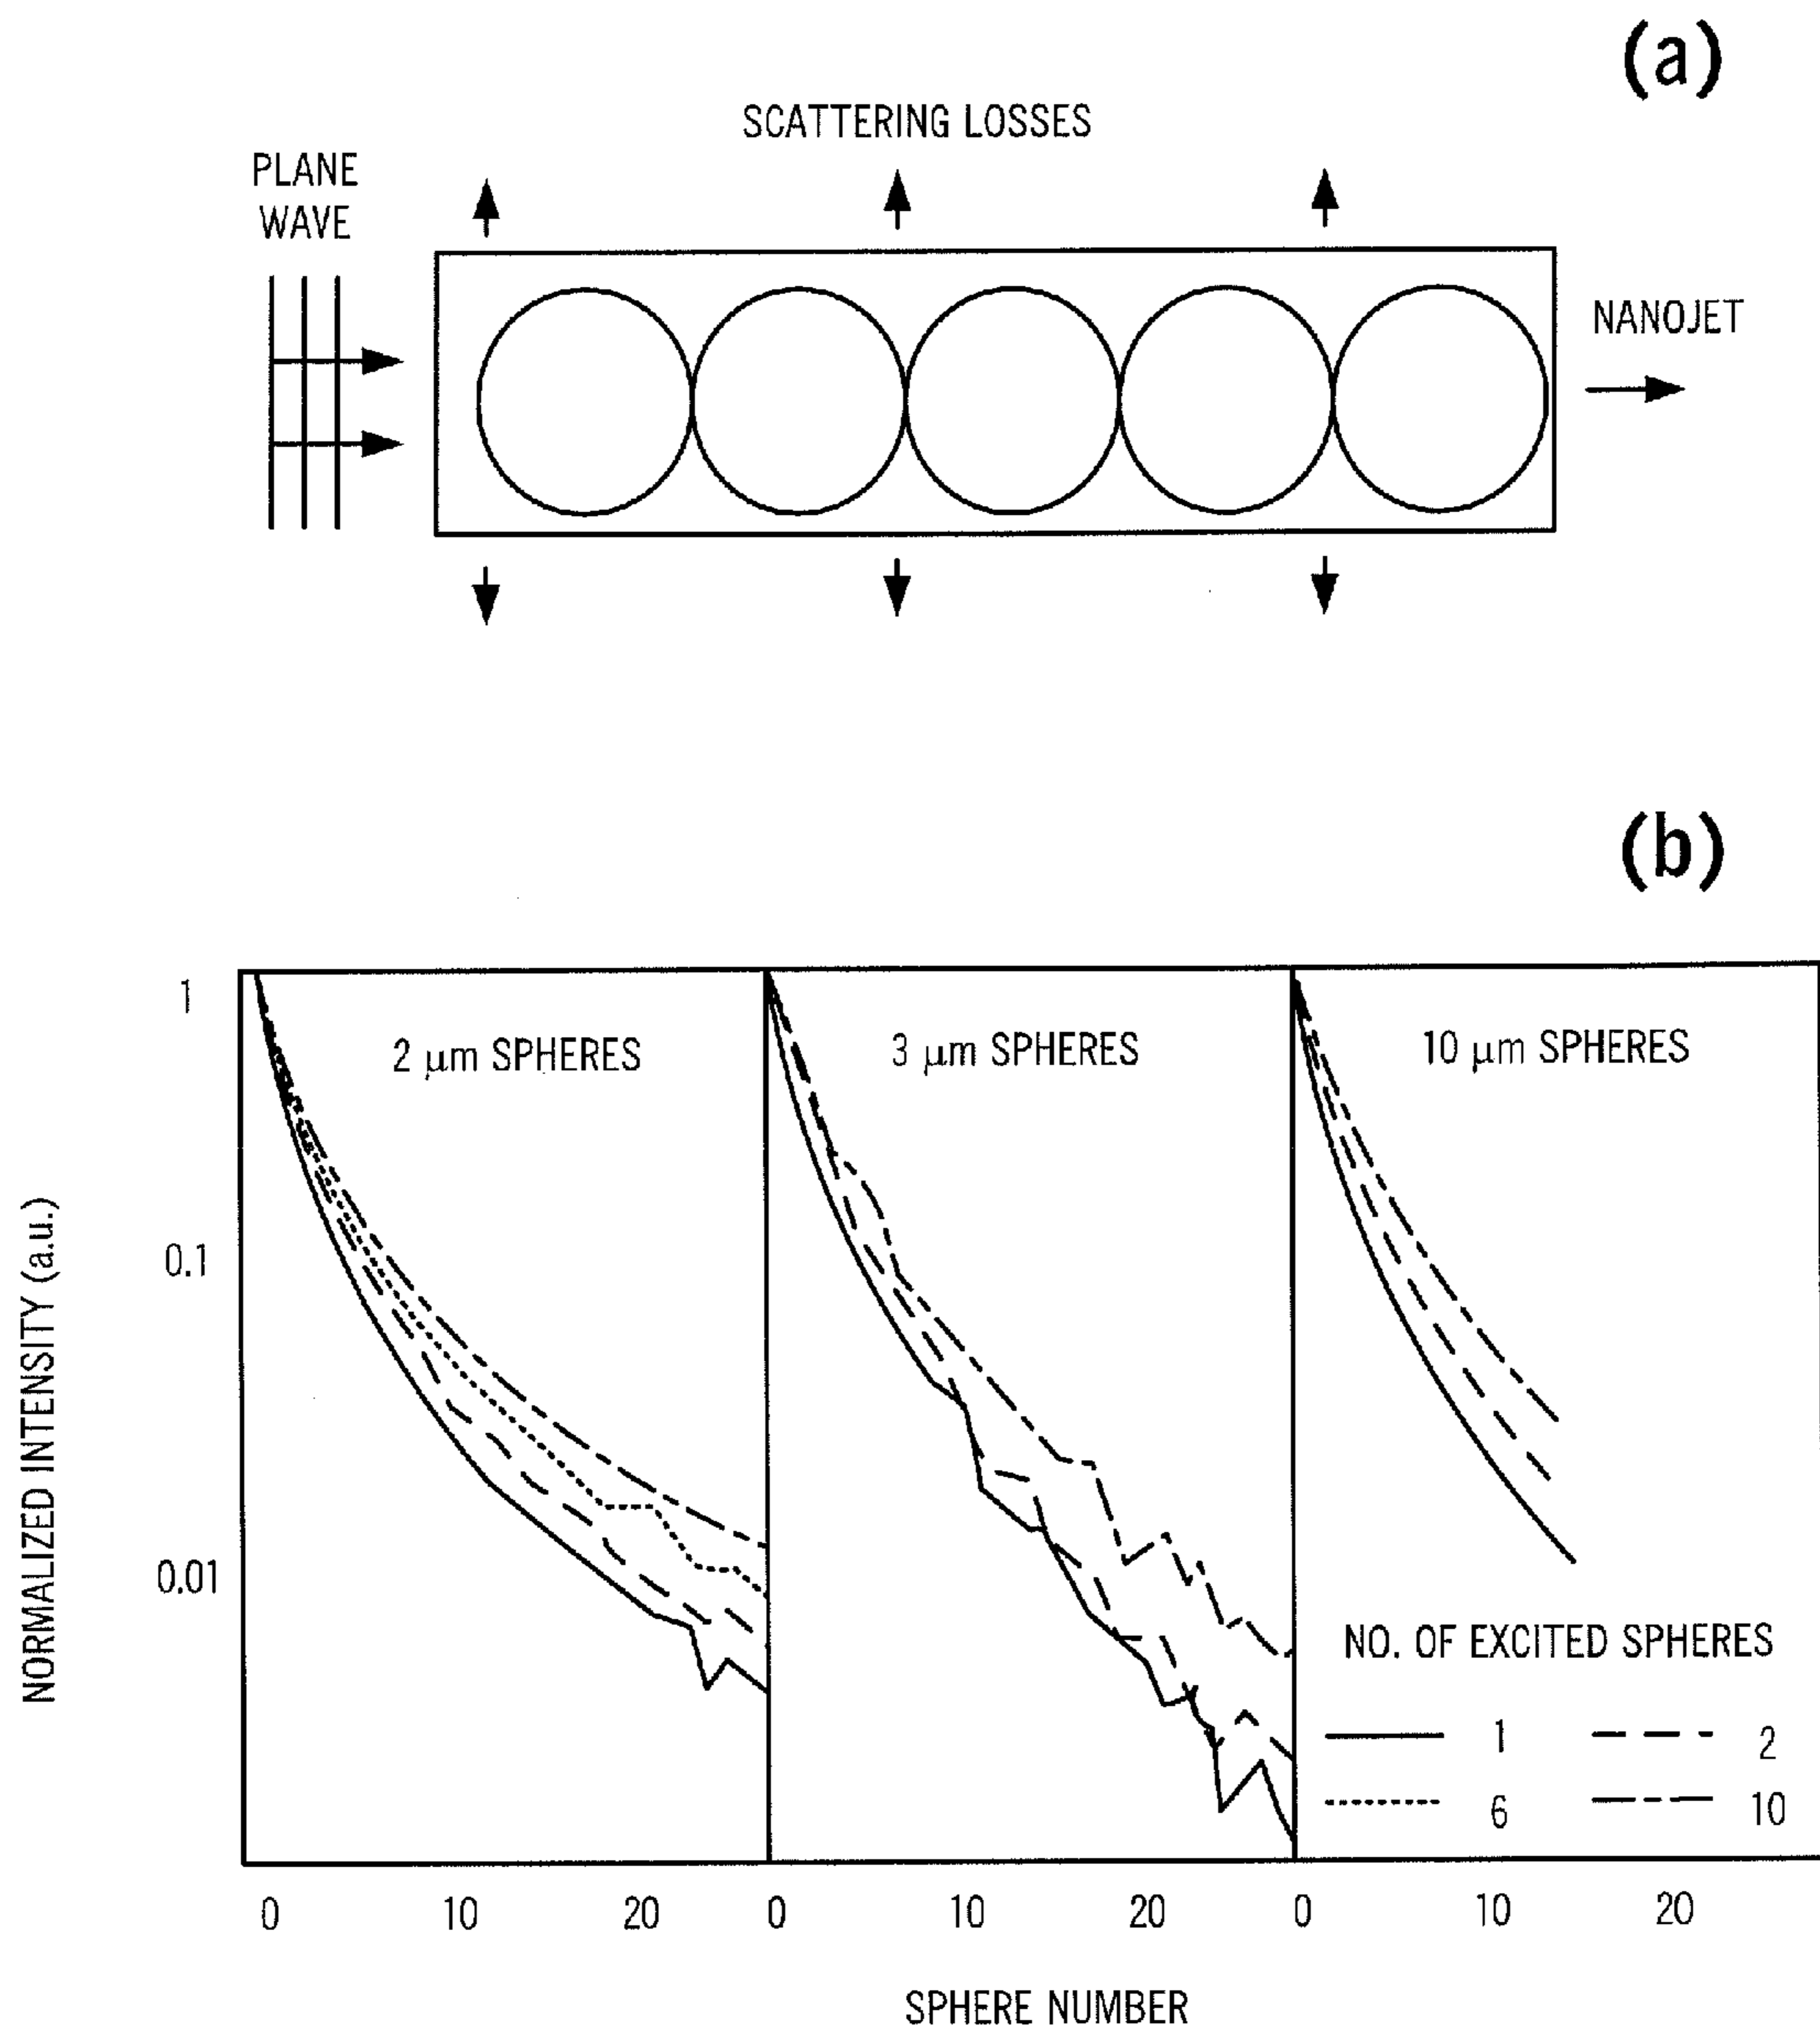 (a)
SCATTERING LOSSES
PLANE
WAVE
NANOJET
(b)
1
0.1
0.01
NORMALIZED INTENSITY (a.u.)
2 μm SPHERES
3 μm SPHERES
10 μm SPHERES
NO. OF EXCITED SPHERES
1
2
6
10
0 10 20 0 10 20 0 10 20
SPHERE NUMBER